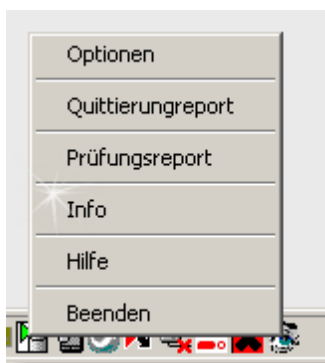 Optionen
Quittierungreport
Prüfungsreport
Info
Hilfe
Beenden